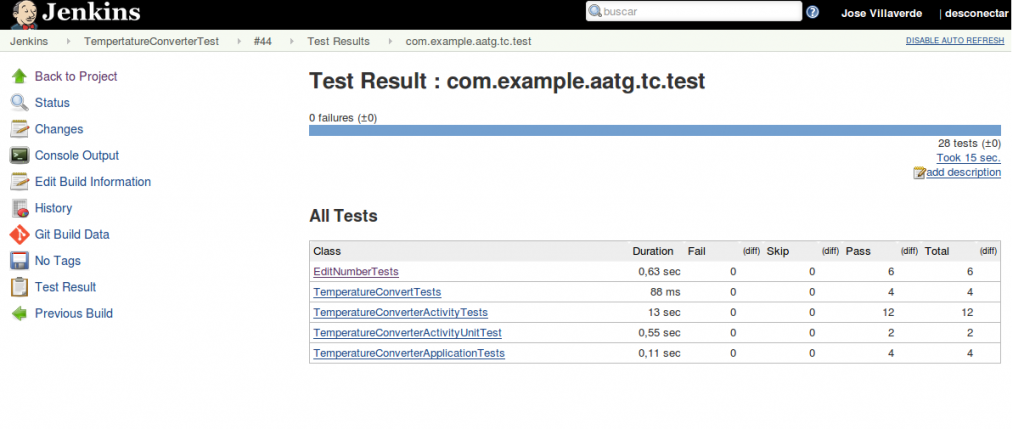 Jenkins
buscar
Jose Villaverde | desconectar
Jenkins TempertatureConverterTest #44 Test Results com.example.aatg.tc.test DISABLE AUTO REFRESH
Back to Project
Status
Changes
Console Output
Edit Build Information
History
Git Build Data
No Tags
Test Result
Previous Build
Test Result : com.example.aatg.tc.test
0 failures (±0)
28 tests (±0)
Took 15 sec.
add description
All Tests
Class Duration Fail (diff) Skip (diff) Pass (diff) Total (diff)
EditNumberTests 0,63 sec 0 0 6 6
TemperatureConvertTests 88 ms 0 0 4 4
TemperatureConverterActivityTests 13 sec 0 0 12 12
TemperatureConverterActivityUnitTest 0,55 sec 0 0 2 2
TemperatureConverterApplicationTests 0,11 sec 0 0 4 4